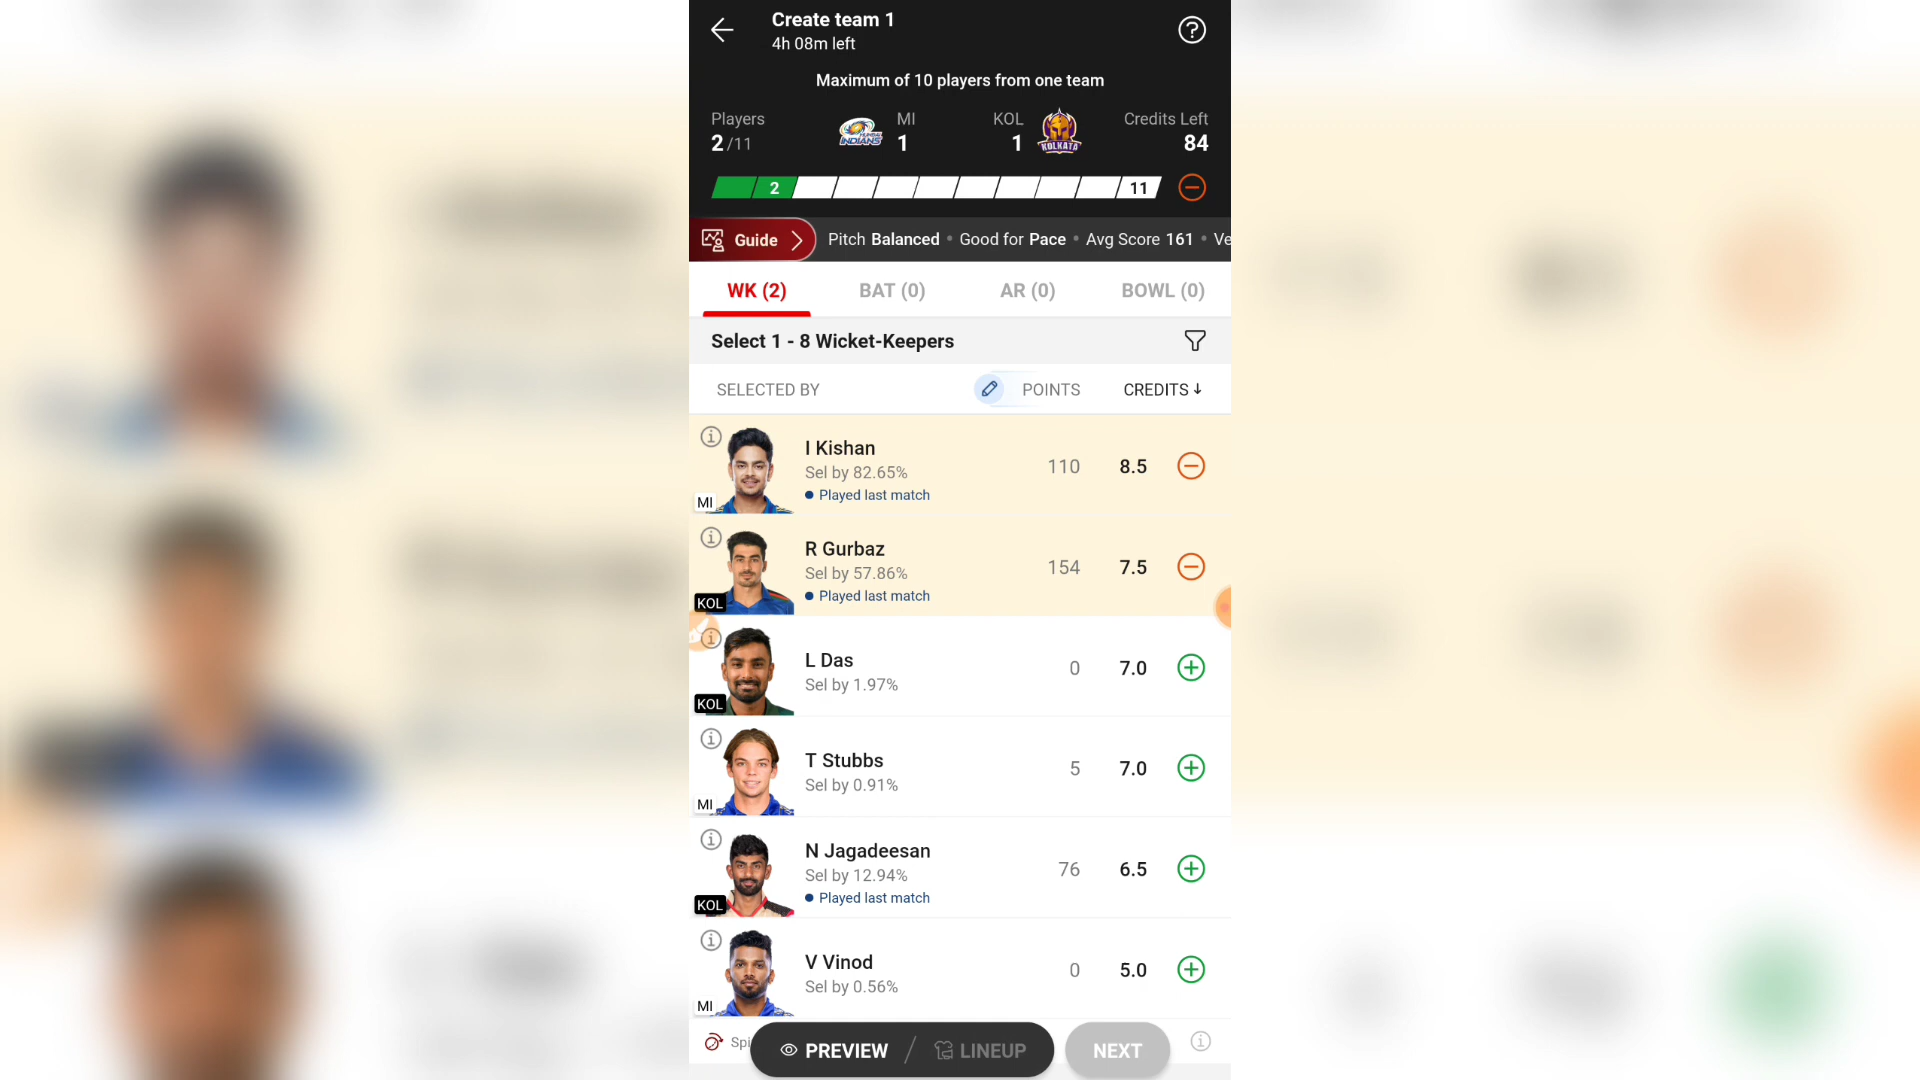 Create team 1
4h 08m left
Maximum of 10 players from one team
Players MI KOL Credits Left
2/11 MUMBAI INDIANS 1 1 KOLKATA 84
2 11
Guide Pitch Balanced • Good for Pace • Avg Score 161 • Ve
WK (2) BAT (0) AR (0) BOWL (0)
Select 1 - 8 Wicket-Keepers
SELECTED BY POINTS CREDITS ↓
I Kishan
Sel by 82.65% 110 8.5
Played last match
MI
R Gurbaz
Sel by 57.86% 154 7.5
Played last match
KOL
L Das
Sel by 1.97% 0 7.0
KOL
T Stubbs
Sel by 0.91% 5 7.0
MI
N Jagadeesan
Sel by 12.94% 76 6.5
Played last match
KOL
V Vinod
Sel by 0.56% 0 5.0
MI
Spi PREVIEW / LINEUP NEXT